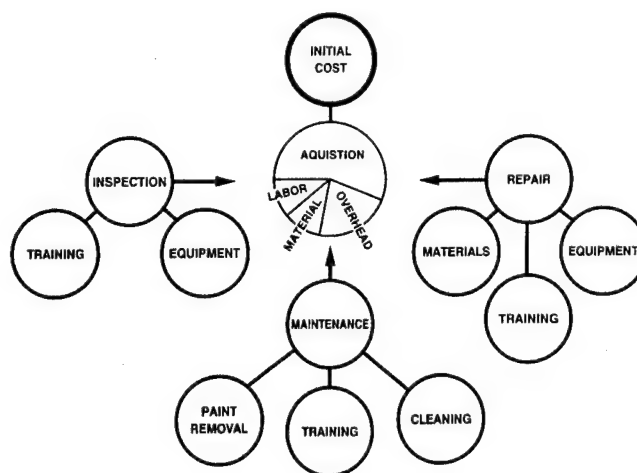 INITIAL
COST
AQUISTION
LABOR
MATERIAL
OVERHEAD
INSPECTION
TRAINING
EQUIPMENT
REPAIR
MATERIALS
EQUIPMENT
TRAINING
MAINTENANCE
PAINT
REMOVAL
TRAINING
CLEANING